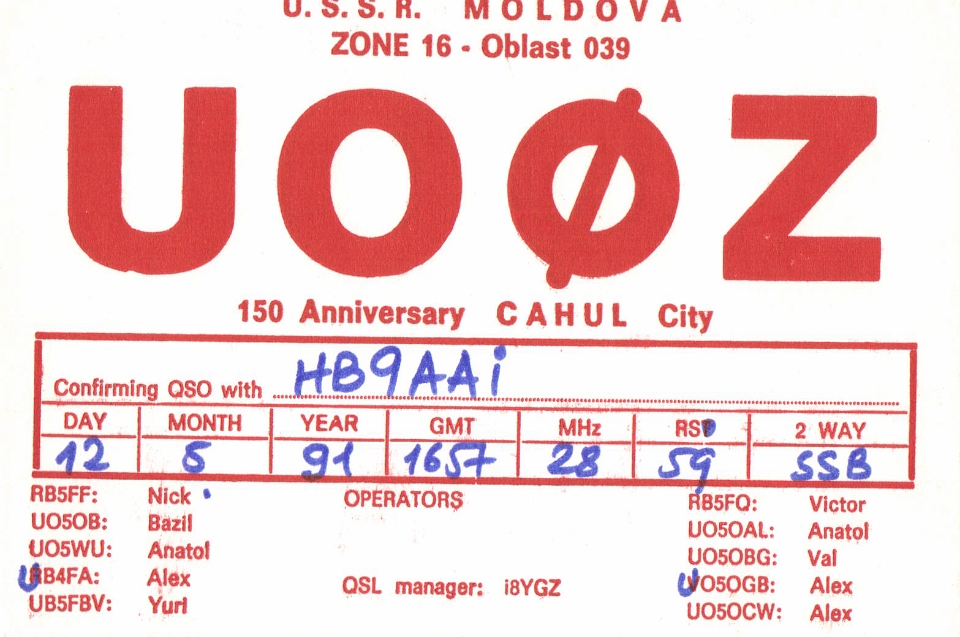 U. S. S. R. MOLDOVA
ZONE 16 - Oblast 039
UOØZ
150 Anniversary CAHUL City
Confirming QSO with HB9AAi
DAY MONTH YEAR GMT MHz RST 2 WAY
12 5 91 1657 28 59 SSB
RB5FF: Nick OPERATORS RB5FQ: Victor
UO5OB: Bazil UO5OAL: Anatol
UO5WU: Anatol UO5OBG: Val
URB4FA: Alex QSL manager: i8YGZ UO5OGB: Alex
UB5FBV: Yuri UO5OCW: Alex